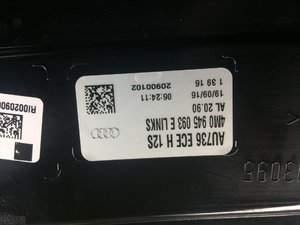 AU736 ECE H 12S
4M0 945 093 E LINKS
AL 20.90
19/09/16 06:24:11
1 39 16 20900102
RI0020900